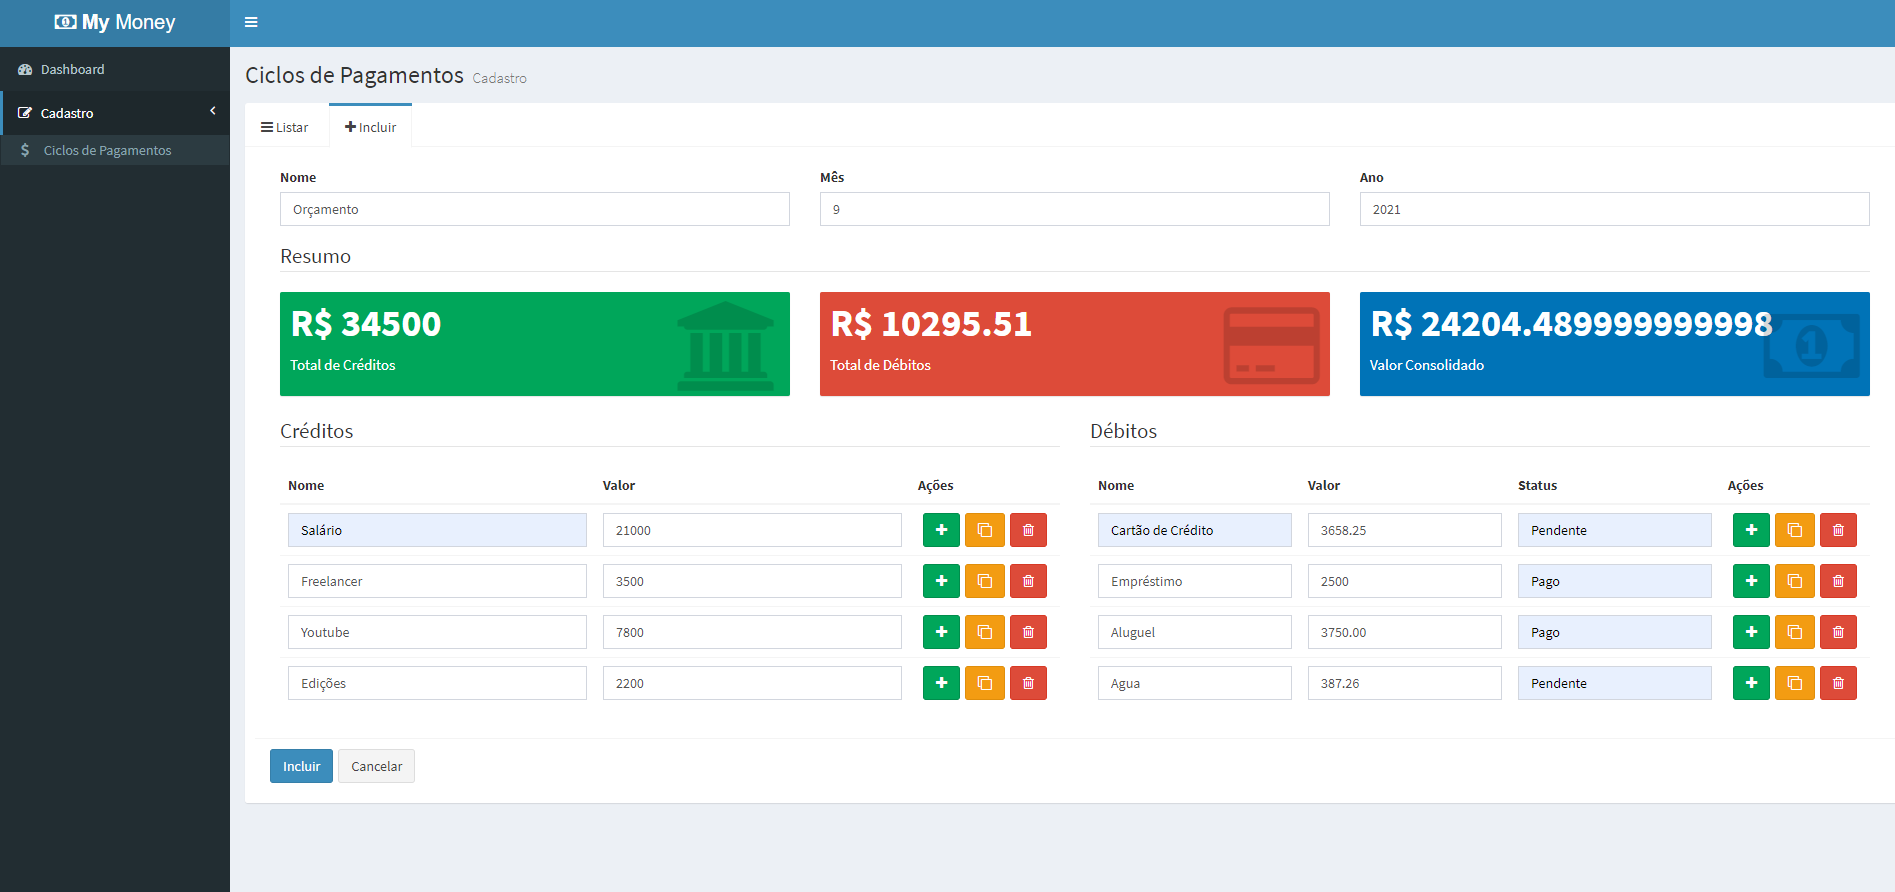 My Money
Dashboard
Cadastro
Ciclos de Pagamentos
Ciclos de Pagamentos Cadastro
Listar Incluir
Nome Mês Ano
Orçamento 9 2021
Resumo
R$ 34500 R$ 10295.51 R$ 24204.489999999998
Total de Créditos Total de Débitos Valor Consolidado
Créditos Débitos
Nome Valor Ações Nome Valor Status Ações
Salário 21000 Cartão de Crédito 3658.25 Pendente
Freelancer 3500 Empréstimo 2500 Pago
Youtube 7800 Aluguel 3750.00 Pago
Edições 2200 Agua 387.26 Pendente
Incluir Cancelar